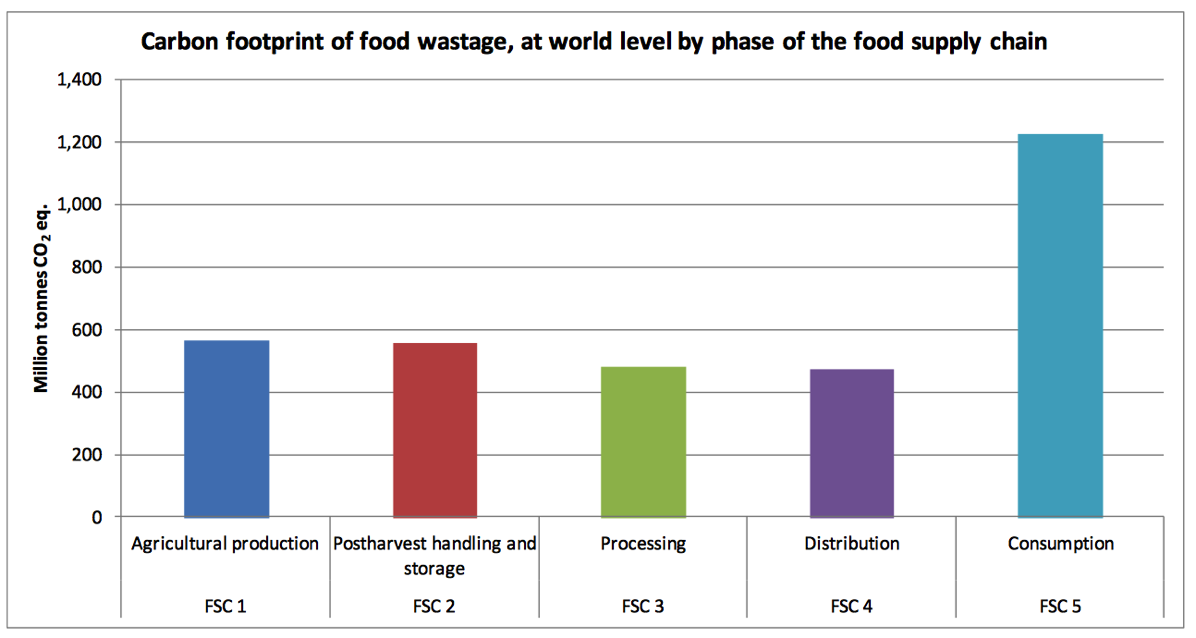 Carbon footprint of food wastage, at world level by phase of the food supply chain
Million tonnes CO₂ eq.
1,400
1,200
1,000
800
600
400
200
0
Agricultural production
Postharvest handling and
storage
Processing
Distribution
Consumption
FSC 1
FSC 2
FSC 3
FSC 4
FSC 5